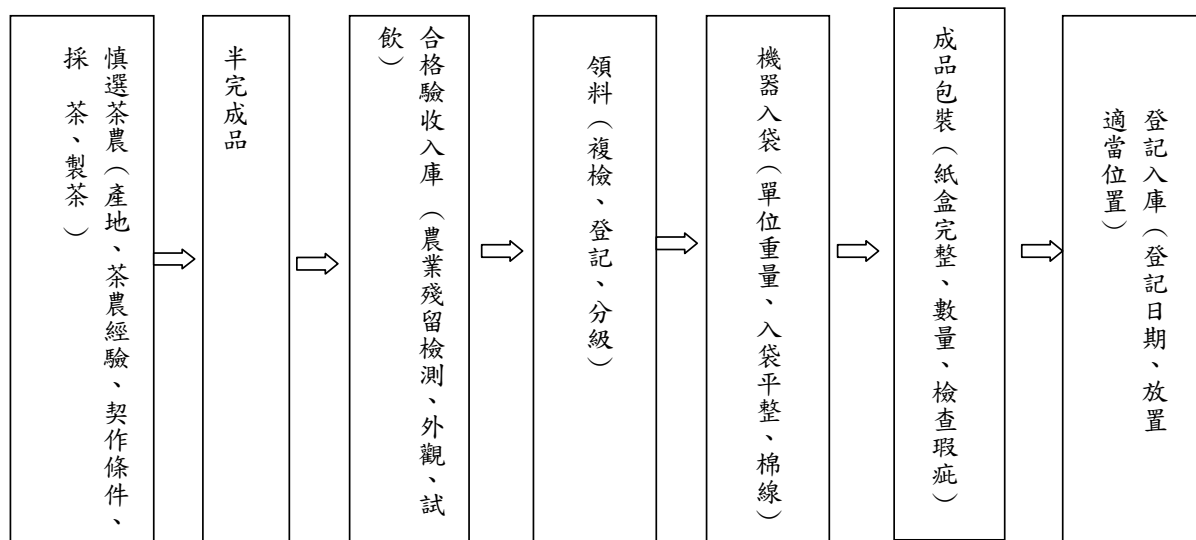 慎選茶農（產地、茶農經驗、契作條件、
採 茶、製茶）
半完成品
合格驗收入庫 （農業殘留檢測、外觀、試
飲）
領料（複檢、登記、分級）
機器入袋（單位重量、入袋平整、棉線）
成品包裝（紙盒完整、數量、檢查瑕疵）
登記入庫（登記日期、放置
適當位置）